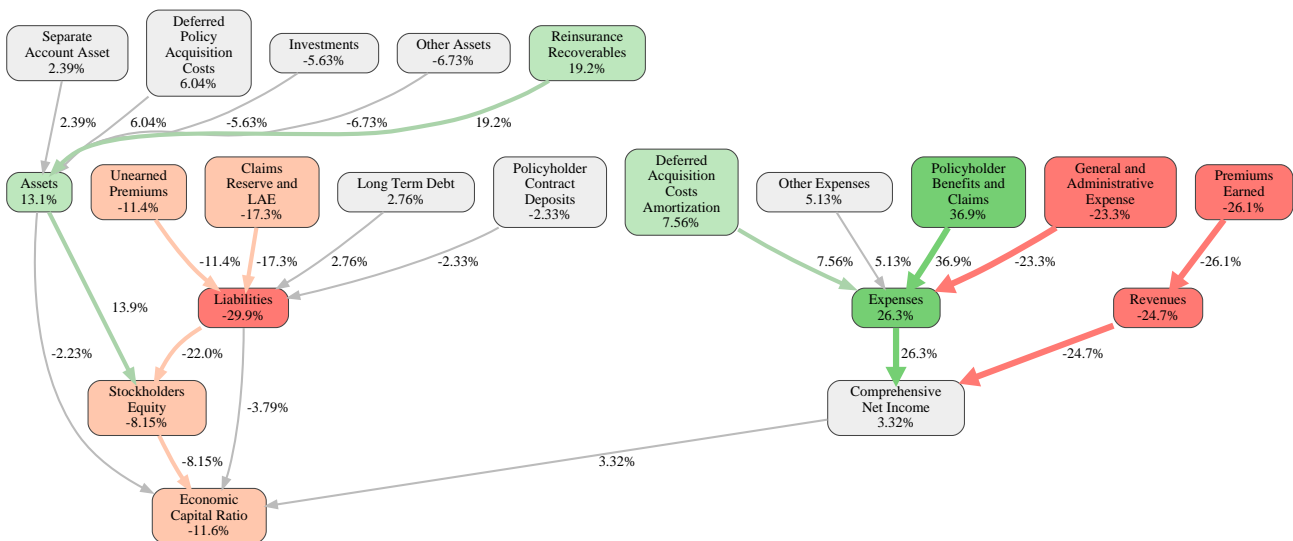 Separate
Account Asset
2.39%
Deferred
Policy
Acquisition
Costs
6.04%
Investments
-5.63%
Other Assets
-6.73%
Reinsurance
Recoverables
19.2%
2.39%
6.04%
-5.63%
-6.73%
19.2%
Assets
13.1%
Unearned
Premiums
-11.4%
Claims
Reserve and
LAE
-17.3%
Long Term Debt
2.76%
Policyholder
Contract
Deposits
-2.33%
Deferred
Acquisition
Costs
Amortization
7.56%
Other Expenses
5.13%
Policyholder
Benefits and
Claims
36.9%
General and
Administrative
Expense
-23.3%
Premiums
Earned
-26.1%
-11.4%
-17.3%
2.76%
-2.33%
7.56%
5.13%
36.9%
-23.3%
-26.1%
Liabilities
-29.9%
Expenses
26.3%
Revenues
-24.7%
13.9%
-2.23%
-22.0%
26.3%
-24.7%
Stockholders
Equity
-8.15%
-3.79%
Comprehensive
Net Income
3.32%
-8.15%
3.32%
Economic
Capital Ratio
-11.6%